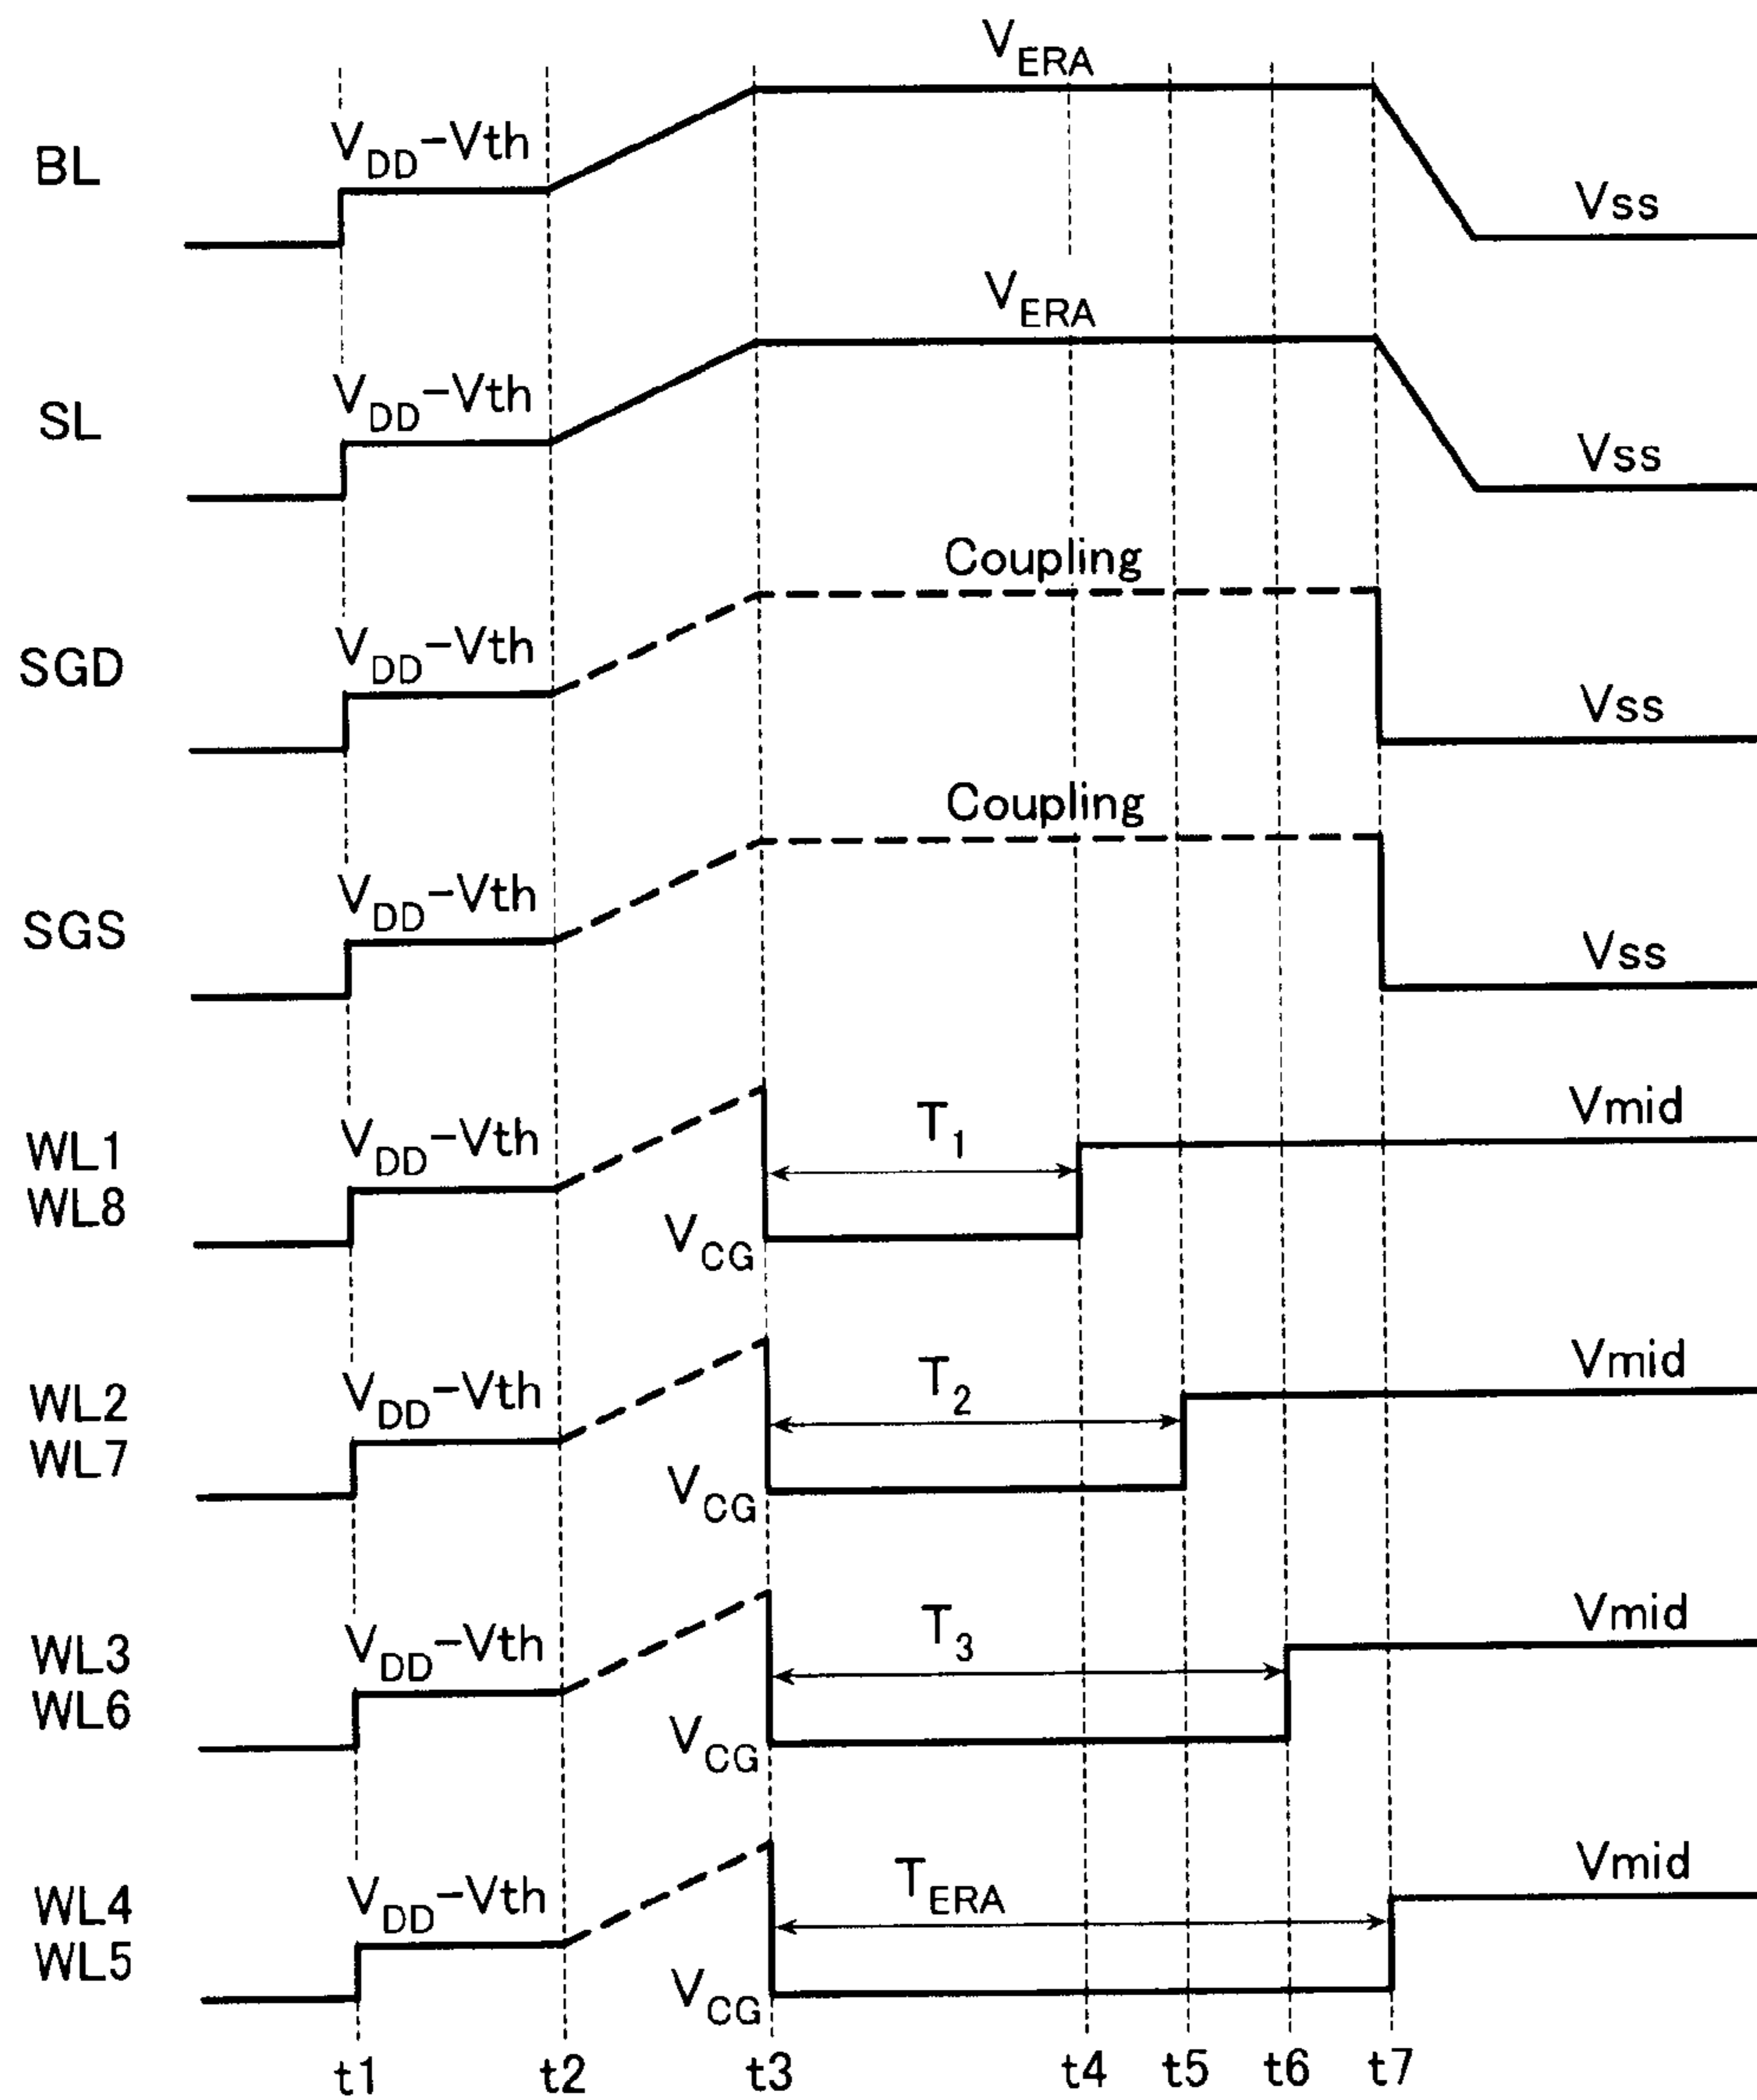 V_ERA
BL V_DD-Vth Vss
V_ERA
SL V_DD-Vth Vss
Coupling
SGD V_DD-Vth Vss
Coupling
SGS V_DD-Vth Vss
WL1 V_DD-Vth T_1 Vmid
WL8 V_CG
WL2 V_DD-Vth T_2 Vmid
WL7 V_CG
WL3 V_DD-Vth T_3 Vmid
WL6 V_CG
WL4 V_DD-Vth T_ERA Vmid
WL5 V_CG
t1 t2 t3 t4 t5 t6 t7